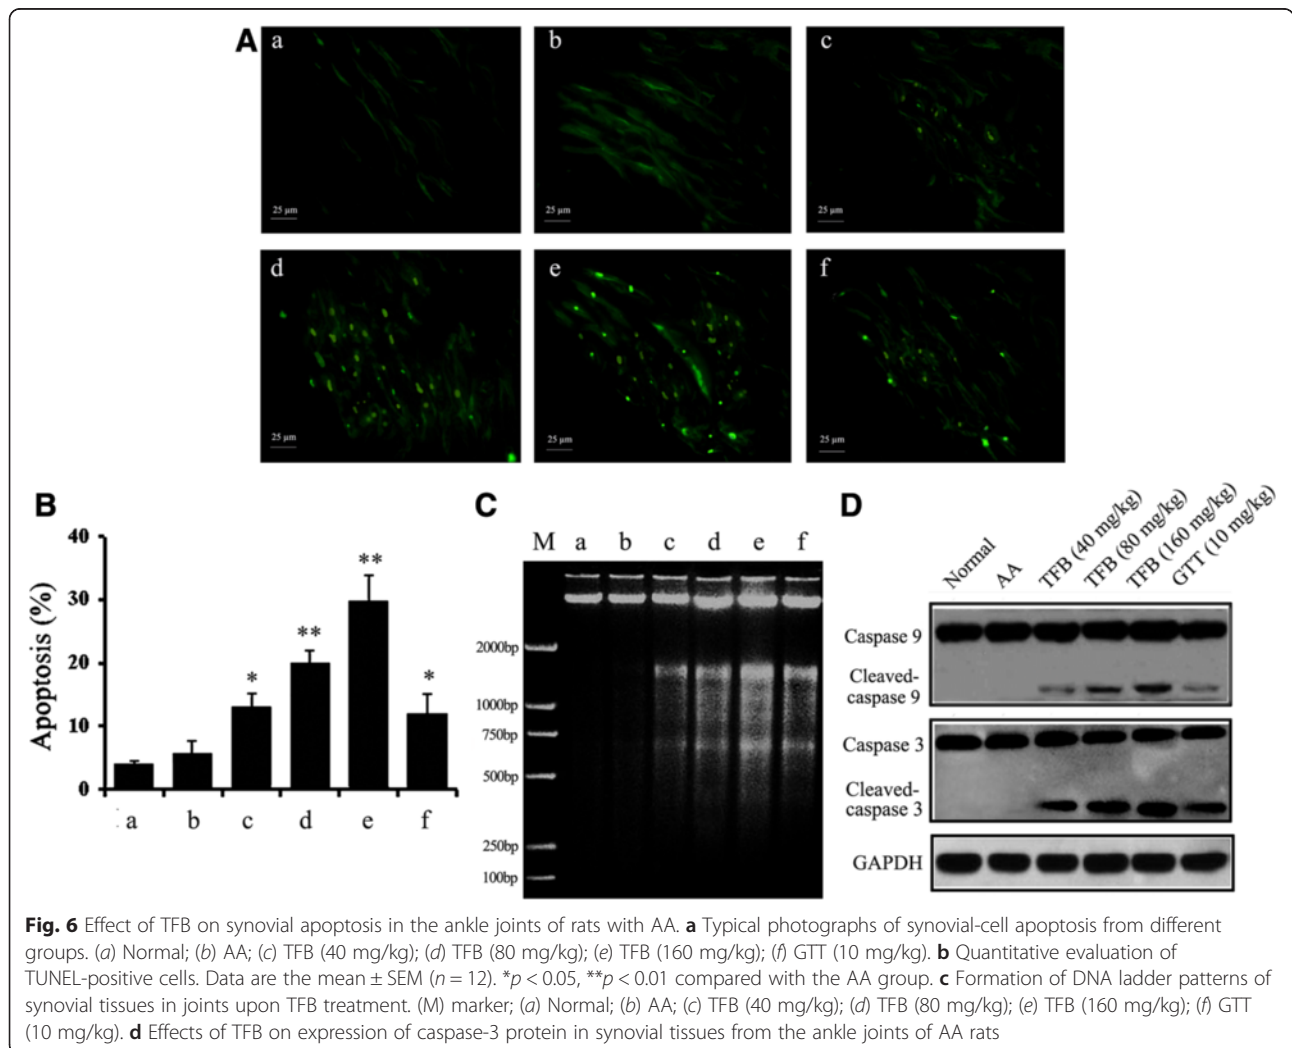 A
a
b
c
25 µm
25 µm
25 µm
d
e
f
25 µm
25 µm
25 µm
B
Apoptosis (%)
40
30
20
10
0
*
**
**
*
a b c d e f
C
M a b c d e f
2000bp
1000bp
750bp
500bp
250bp
100bp
D
Normal
AA
TFB (40 mg/kg)
TFB (80 mg/kg)
TFB (160 mg/kg)
GTT (10 mg/kg)
Caspase 9
Cleaved-
caspase 9
Caspase 3
Cleaved-
caspase 3
GAPDH
Fig. 6 Effect of TFB on synovial apoptosis in the ankle joints of rats with AA. a Typical photographs of synovial-cell apoptosis from different
groups. (a) Normal; (b) AA; (c) TFB (40 mg/kg); (d) TFB (80 mg/kg); (e) TFB (160 mg/kg); (f) GTT (10 mg/kg). b Quantitative evaluation of
TUNEL-positive cells. Data are the mean ± SEM (n = 12). *p < 0.05, **p < 0.01 compared with the AA group. c Formation of DNA ladder patterns of
synovial tissues in joints upon TFB treatment. (M) marker; (a) Normal; (b) AA; (c) TFB (40 mg/kg); (d) TFB (80 mg/kg); (e) TFB (160 mg/kg); (f) GTT
(10 mg/kg). d Effects of TFB on expression of caspase-3 protein in synovial tissues from the ankle joints of AA rats